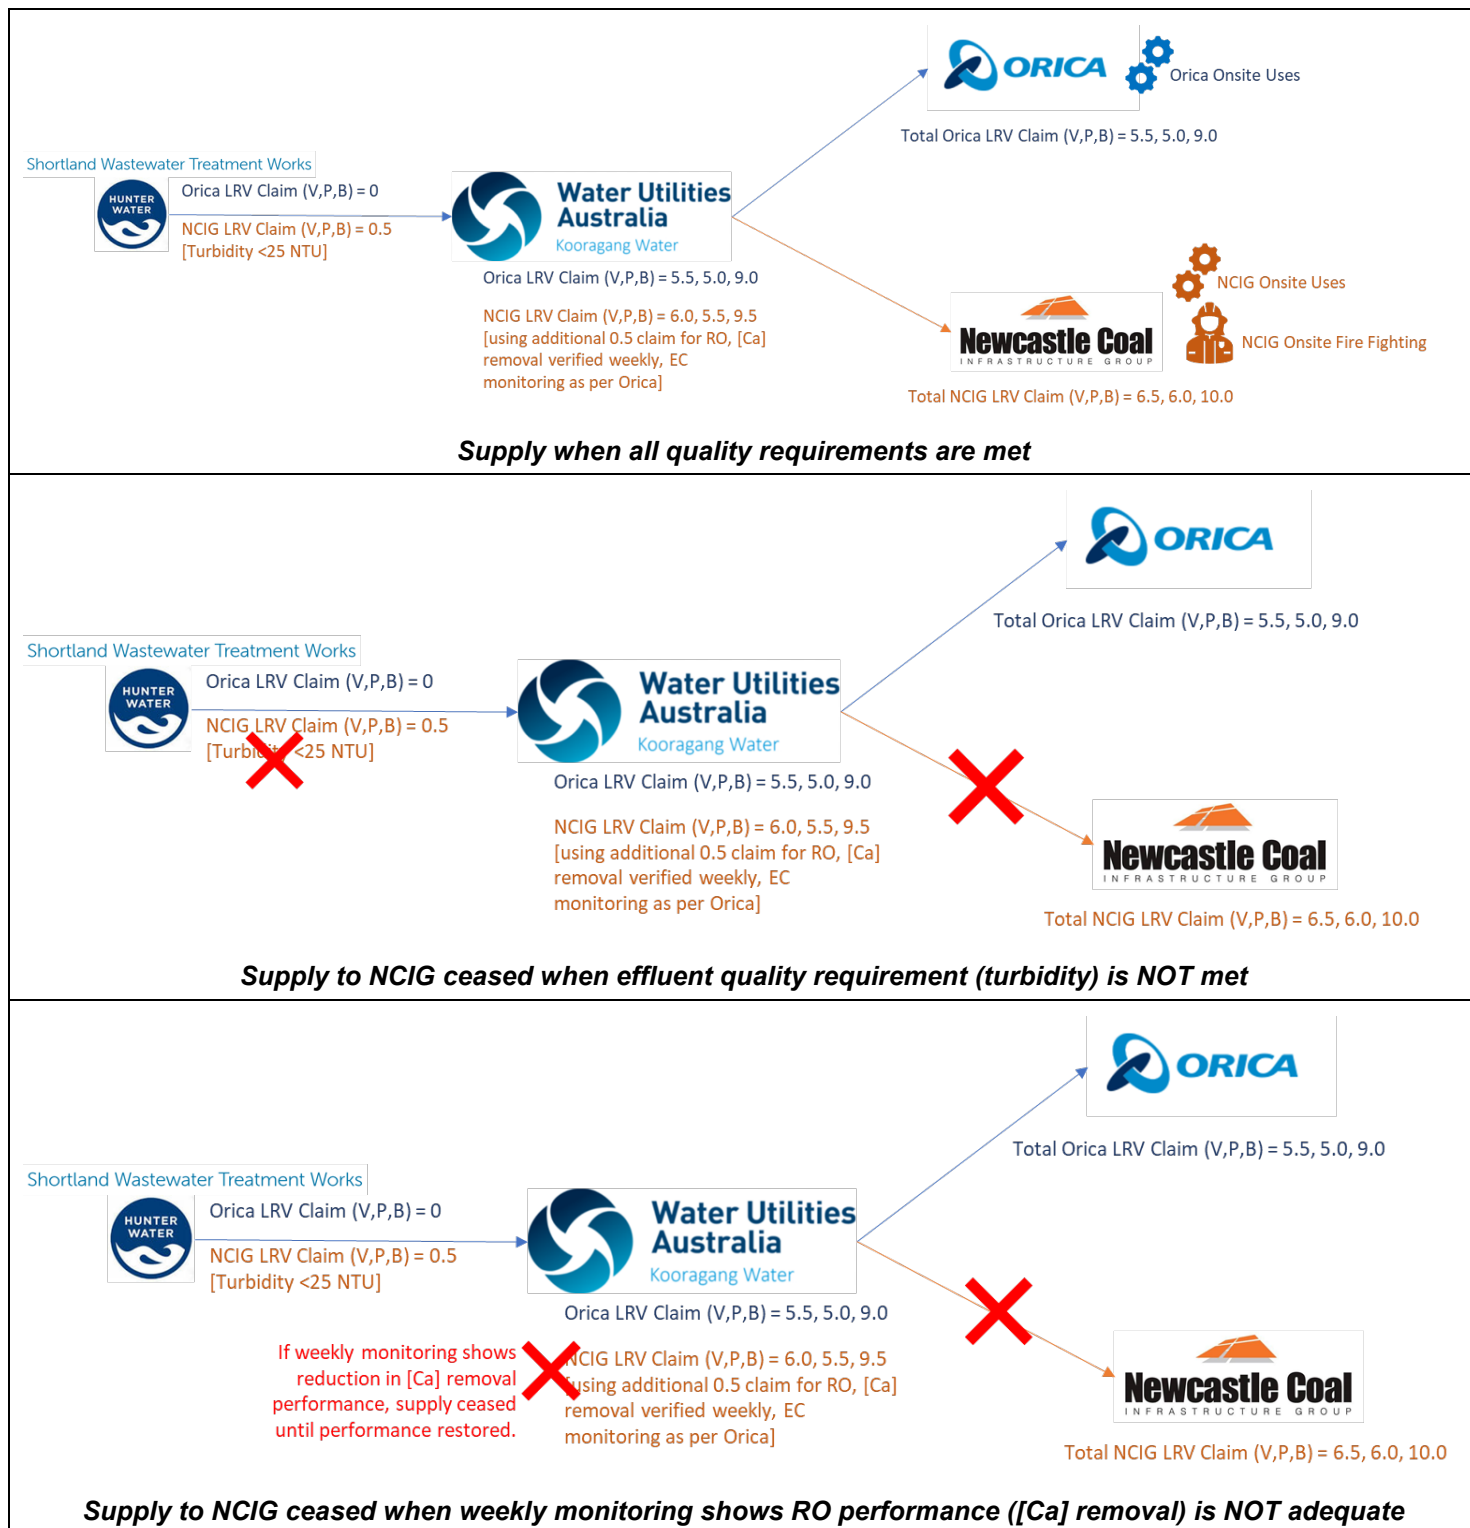 ORICA
Orica Onsite Uses
Total Orica LRV Claim (V,P,B) = 5.5, 5.0, 9.0
Shortland Wastewater Treatment Works
HUNTER
WATER
Orica LRV Claim (V,P,B) = 0
NCIG LRV Claim (V,P,B) = 0.5
[Turbidity <25 NTU]
Water Utilities
Australia
Kooragang Water
Orica LRV Claim (V,P,B) = 5.5, 5.0, 9.0
NCIG LRV Claim (V,P,B) = 6.0, 5.5, 9.5
[using additional 0.5 claim for RO, [Ca]
removal verified weekly, EC
monitoring as per Orica]
NCIG Onsite Uses
NCIG Onsite Fire Fighting
Newcastle Coal
INFRASTRUCTURE GROUP
Total NCIG LRV Claim (V,P,B) = 6.5, 6.0, 10.0
Supply when all quality requirements are met
ORICA
Total Orica LRV Claim (V,P,B) = 5.5, 5.0, 9.0
Shortland Wastewater Treatment Works
HUNTER
WATER
Orica LRV Claim (V,P,B) = 0
NCIG LRV Claim (V,P,B) = 0.5
[Turbidity <25 NTU]
Water Utilities
Australia
Kooragang Water
Orica LRV Claim (V,P,B) = 5.5, 5.0, 9.0
NCIG LRV Claim (V,P,B) = 6.0, 5.5, 9.5
[using additional 0.5 claim for RO, [Ca]
removal verified weekly, EC
monitoring as per Orica]
Newcastle Coal
INFRASTRUCTURE GROUP
Total NCIG LRV Claim (V,P,B) = 6.5, 6.0, 10.0
Supply to NCIG ceased when effluent quality requirement (turbidity) is NOT met
ORICA
Total Orica LRV Claim (V,P,B) = 5.5, 5.0, 9.0
Shortland Wastewater Treatment Works
HUNTER
WATER
Orica LRV Claim (V,P,B) = 0
NCIG LRV Claim (V,P,B) = 0.5
[Turbidity <25 NTU]
Water Utilities
Australia
Kooragang Water
Orica LRV Claim (V,P,B) = 5.5, 5.0, 9.0
If weekly monitoring shows
reduction in [Ca] removal
performance, supply ceased
until performance restored.
NCIG LRV Claim (V,P,B) = 6.0, 5.5, 9.5
[using additional 0.5 claim for RO, [Ca]
removal verified weekly, EC
monitoring as per Orica]
Newcastle Coal
INFRASTRUCTURE GROUP
Total NCIG LRV Claim (V,P,B) = 6.5, 6.0, 10.0
Supply to NCIG ceased when weekly monitoring shows RO performance ([Ca] removal) is NOT adequate